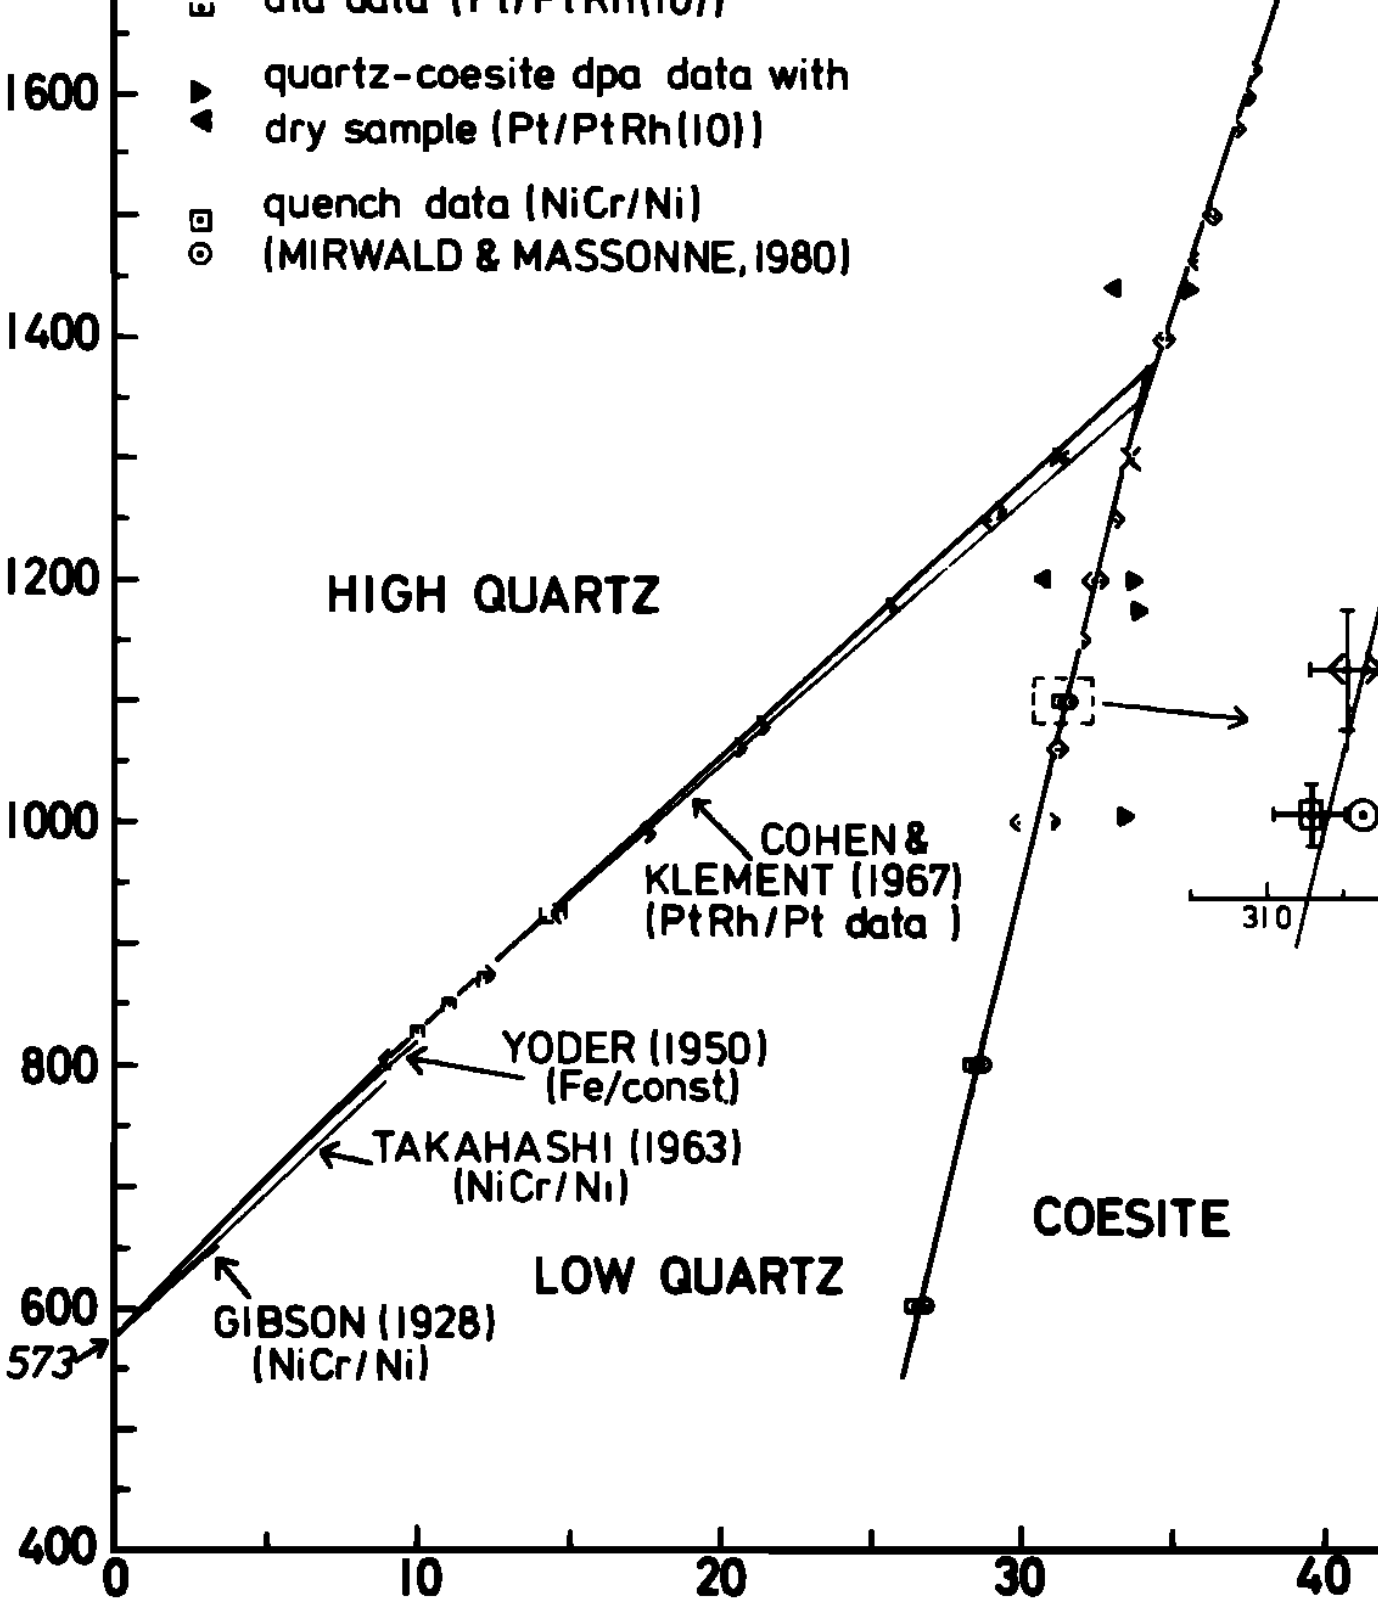 dta data (Pt/PtRh(10))
1600
quartz-coesite dpa data with
dry sample (Pt/PtRh(10))
quench data (NiCr/Ni)
(MIRWALD & MASSONNE, 1980)
1400
1200
HIGH QUARTZ
1000
COHEN &
KLEMENT (1967)
(PtRh/Pt data )
310
800
YODER (1950)
(Fe/const)
TAKAHASHI (1963)
(NiCr/Ni)
COESITE
LOW QUARTZ
600
GIBSON (1928)
(NiCr/Ni)
573
400
0 10 20 30 40